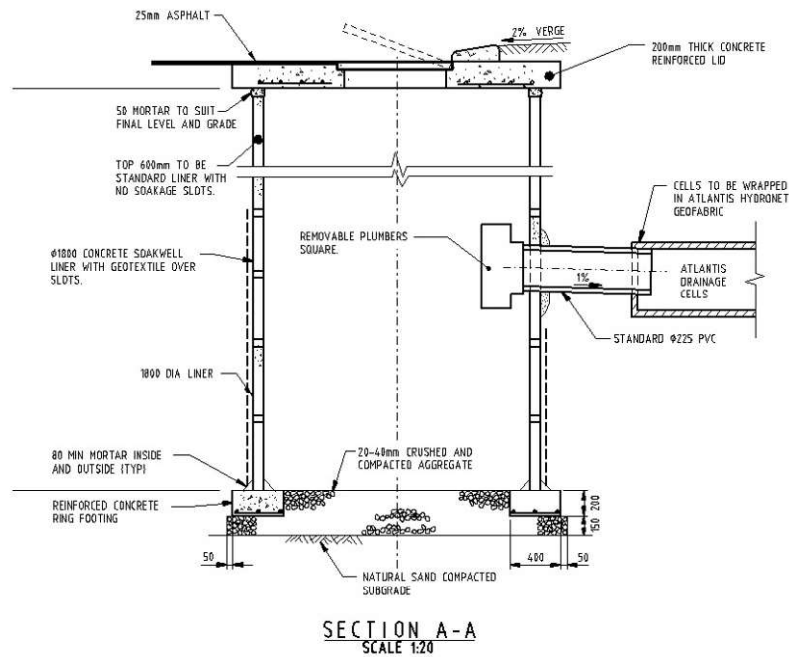 25mm ASPHALT
2% VERGE
200mm THICK CONCRETE
REINFORCED LID
50 MORTAR TO SUIT
FINAL LEVEL AND GRADE
TOP 600mm TO BE
STANDARD LINER WITH
NO SOAKAGE SLOTS.
CELLS TO BE WRAPPED
IN ATLANTIS HYDRONET
GEOFABRIC
REMOVABLE PLUMBERS
SQUARE.
Ø1800 CONCRETE SOAKWELL
LINER WITH GEOTEXTILE OVER
SLOTS.
1%
ATLANTIS
DRAINAGE
CELLS
STANDARD Ø225 PVC
1800 DIA LINER
80 MIN MORTAR INSIDE
AND OUTSIDE (TYP)
20-40mm CRUSHED AND
COMPACTED AGGREGATE
REINFORCED CONCRETE
RING FOOTING
200
150
50
400
50
NATURAL SAND COMPACTED
SUBGRADE
SECTION A-A
SCALE 1:20